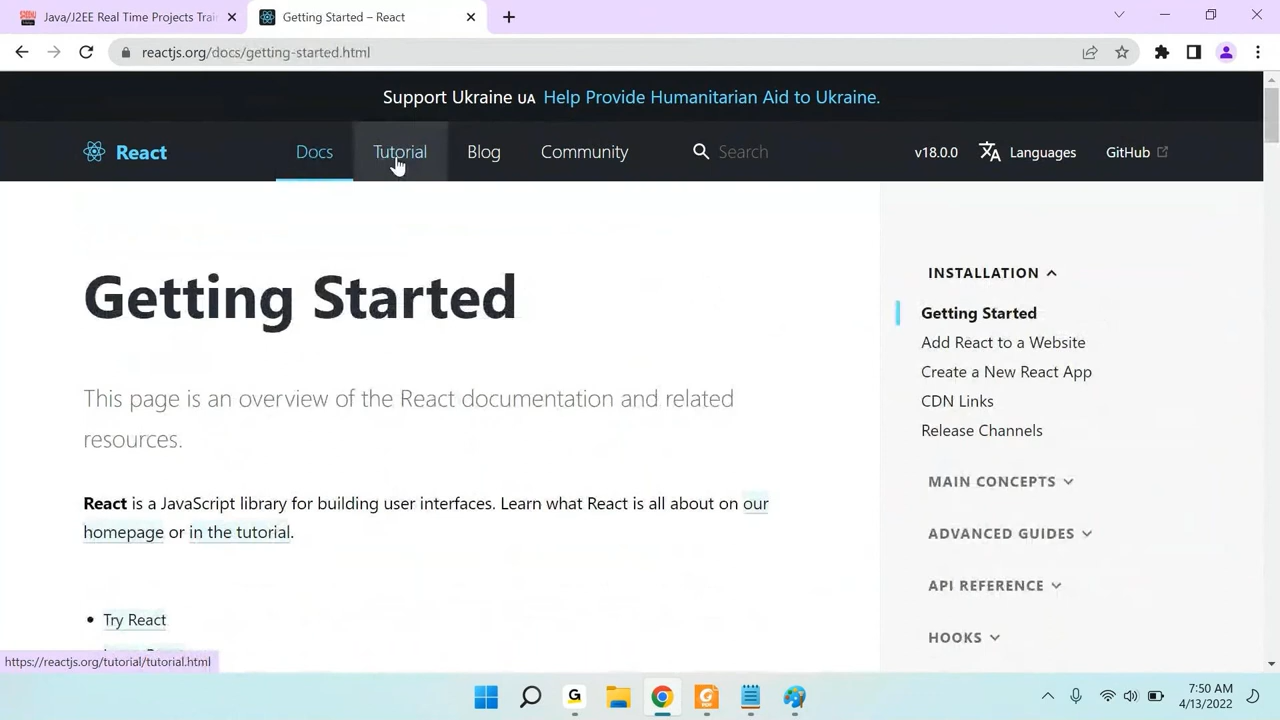 Java/J2EE Real Time Projects Trai
Getting Started – React
reactjs.org/docs/getting-started.html
Support Ukraine UA Help Provide Humanitarian Aid to Ukraine.
React
Docs
Tutorial
Blog
Community
Search
v18.0.0
Languages
GitHub
Getting Started
This page is an overview of the React documentation and related
resources.
React is a JavaScript library for building user interfaces. Learn what React is all about on our
homepage or in the tutorial.
• Try React
INSTALLATION
Getting Started
Add React to a Website
Create a New React App
CDN Links
Release Channels
MAIN CONCEPTS
ADVANCED GUIDES
API REFERENCE
HOOKS
https://reactjs.org/tutorial/tutorial.html
7:50 AM
4/13/2022